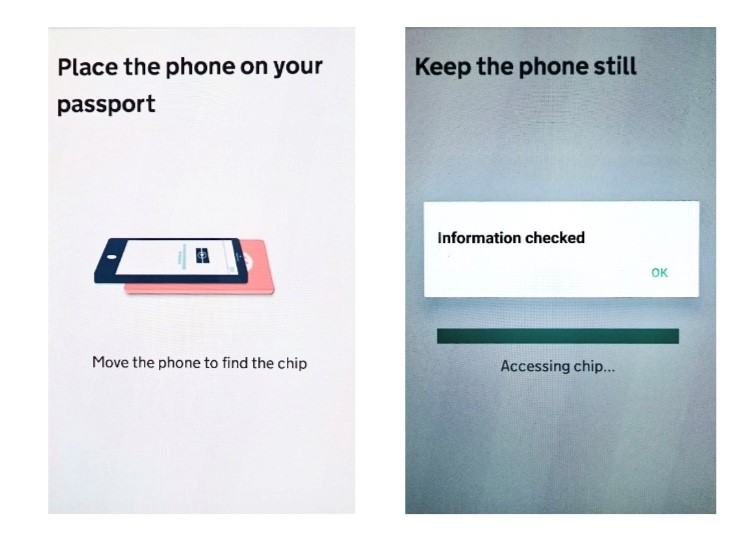 Place the phone on your
passport
Move the phone to find the chip
Keep the phone still
Information checked
OK
Accessing chip...